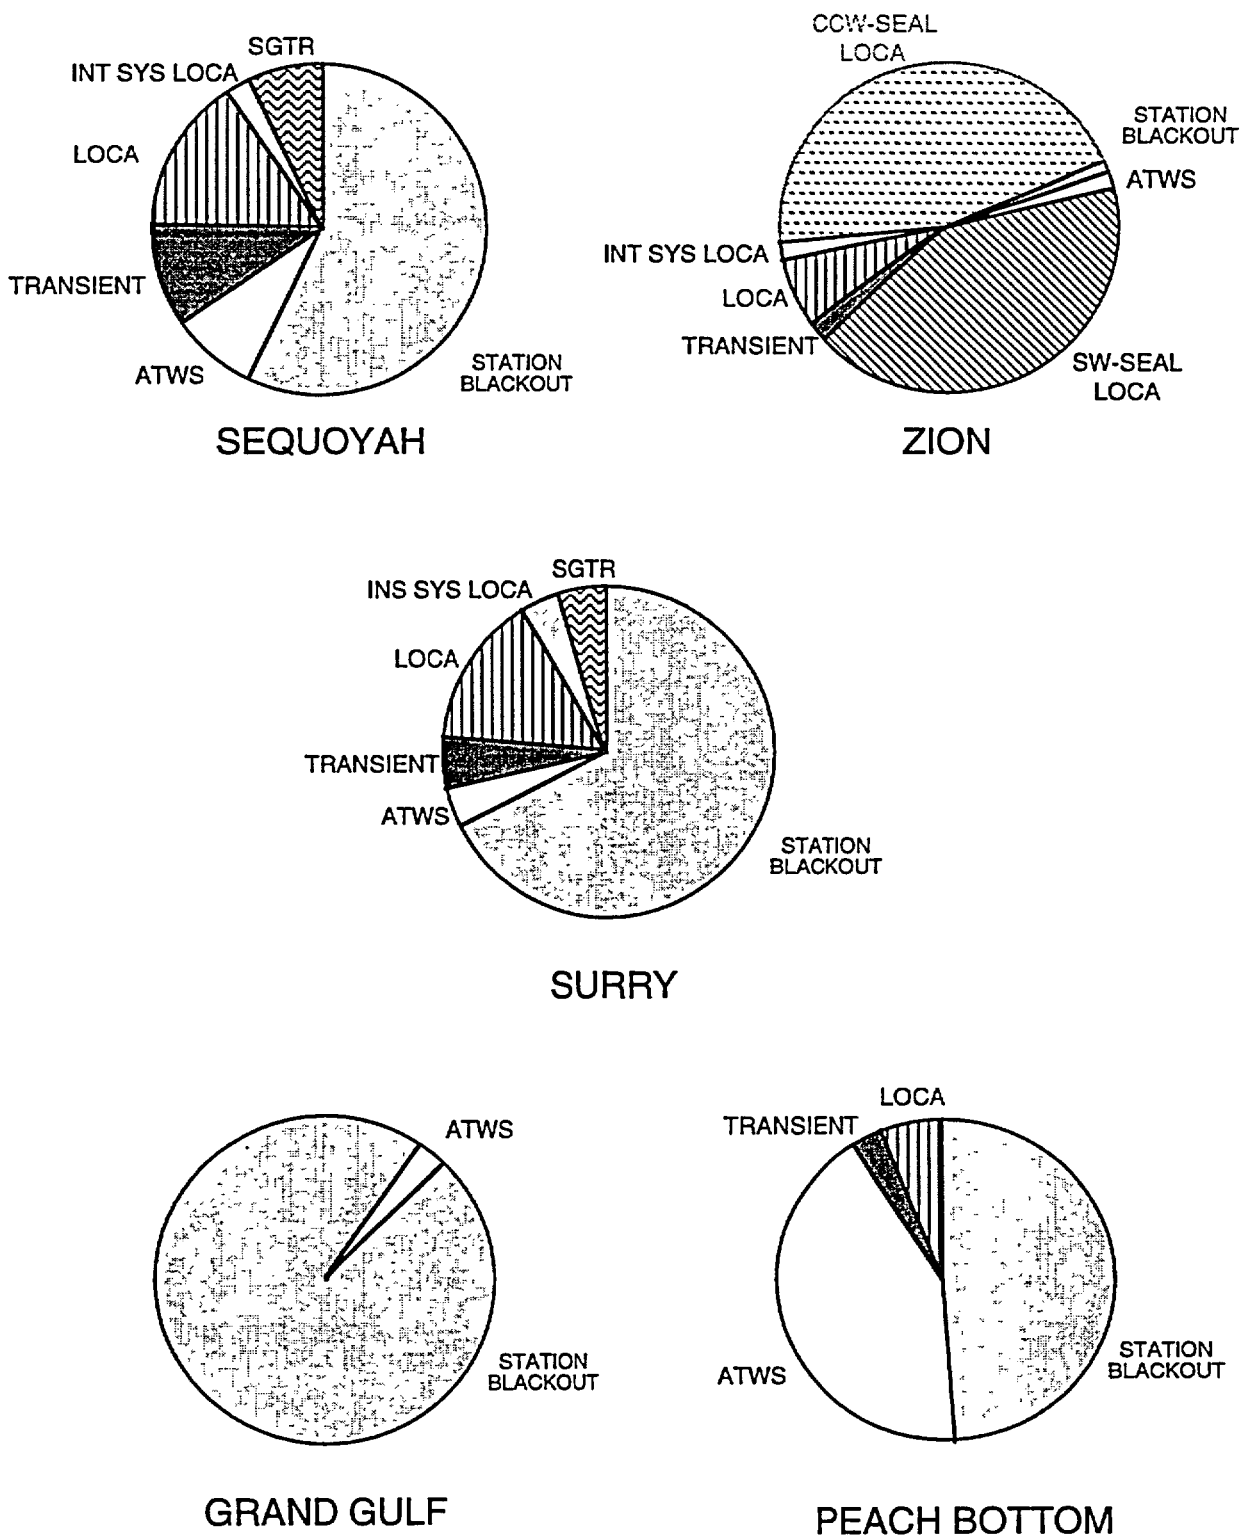 SGTR
INT SYS LOCA
LOCA
TRANSIENT
ATWS
STATION
BLACKOUT
SEQUOYAH
CCW-SEAL
LOCA
STATION
BLACKOUT
ATWS
INT SYS LOCA
LOCA
TRANSIENT
SW-SEAL
LOCA
ZION
SGTR
INS SYS LOCA
LOCA
TRANSIENT
ATWS
STATION
BLACKOUT
SURRY
ATWS
STATION
BLACKOUT
GRAND GULF
LOCA
TRANSIENT
ATWS
STATION
BLACKOUT
PEACH BOTTOM